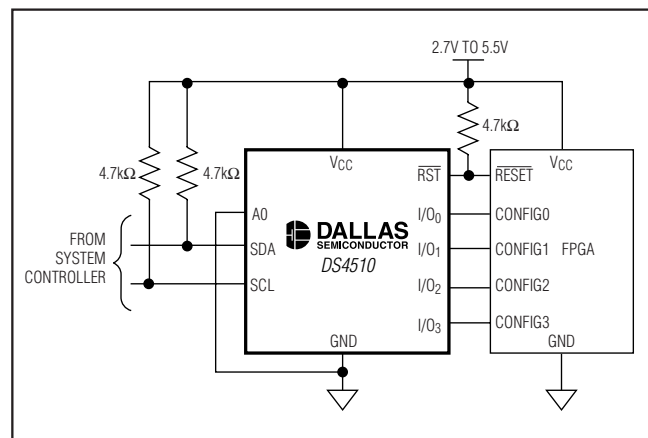 2.7V TO 5.5V
4.7kΩ
4.7kΩ
4.7kΩ
VCC
RST
RESET
VCC
A0
I/O0
CONFIG0
DALLAS
SEMICONDUCTOR
DS4510
FROM
SYSTEM
CONTROLLER
SDA
I/O1
CONFIG1
FPGA
SCL
I/O2
CONFIG2
I/O3
CONFIG3
GND
GND